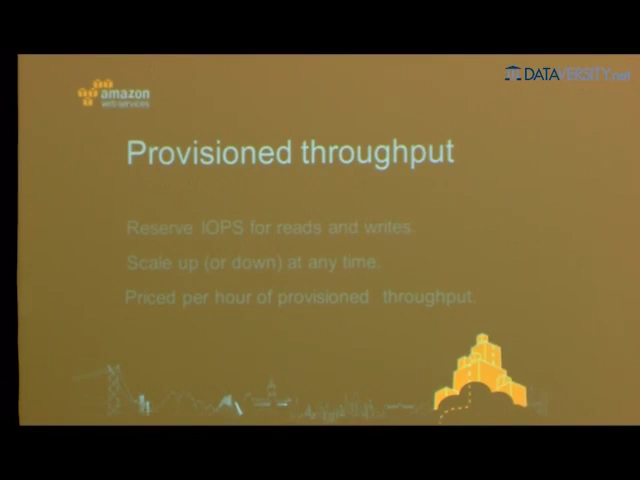 DATAVERSITY.net
amazon
web services
Provisioned throughput
Reserve IOPS for reads and writes.
Scale up (or down) at any time.
Priced per hour of provisioned throughput.